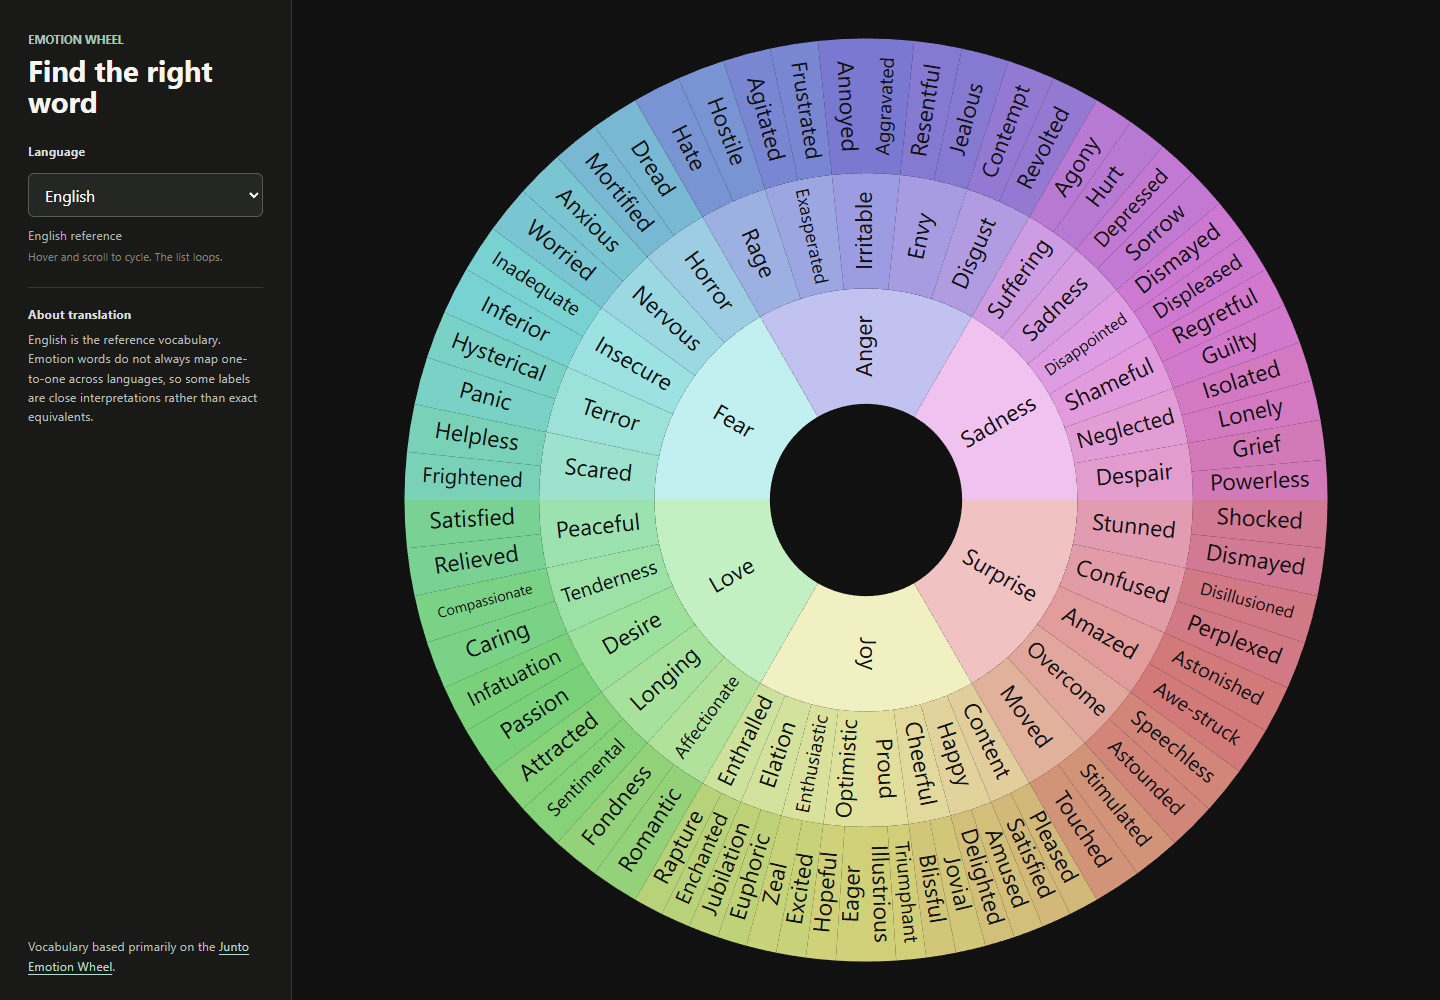 EMOTION WHEEL
Find the right
word
Language
English
English reference
Hover and scroll to cycle. The list loops.
About translation
English is the reference vocabulary.
Emotion words do not always map one-
to-one across languages, so some labels
are close interpretations rather than exact
equivalents.
Vocabulary based primarily on the Junto
Emotion Wheel.
Anger
Sadness
Surprise
Joy
Love
Fear
Rage
Exasperated
Irritable
Envy
Disgust
Suffering
Sadness
Disappointed
Shameful
Neglected
Despair
Stunned
Confused
Amazed
Overcome
Moved
Content
Happy
Cheerful
Proud
Optimistic
Enthusiastic
Elation
Enthralled
Affectionate
Longing
Desire
Tenderness
Peaceful
Scared
Terror
Insecure
Nervous
Horror
Hate
Hostile
Agitated
Frustrated
Annoyed
Aggravated
Resentful
Jealous
Contempt
Revolted
Agony
Hurt
Depressed
Sorrow
Dismayed
Displeased
Regretful
Guilty
Isolated
Lonely
Grief
Powerless
Shocked
Dismayed
Disillusioned
Perplexed
Astonished
Awe-struck
Speechless
Astounded
Stimulated
Touched
Pleased
Satisfied
Amused
Delighted
Jovial
Blissful
Triumphant
Illustrious
Eager
Hopeful
Excited
Zeal
Euphoric
Jubilation
Enchanted
Rapture
Romantic
Fondness
Sentimental
Attracted
Passion
Infatuation
Caring
Compassionate
Relieved
Satisfied
Frightened
Helpless
Panic
Hysterical
Inferior
Inadequate
Worried
Anxious
Mortified
Dread